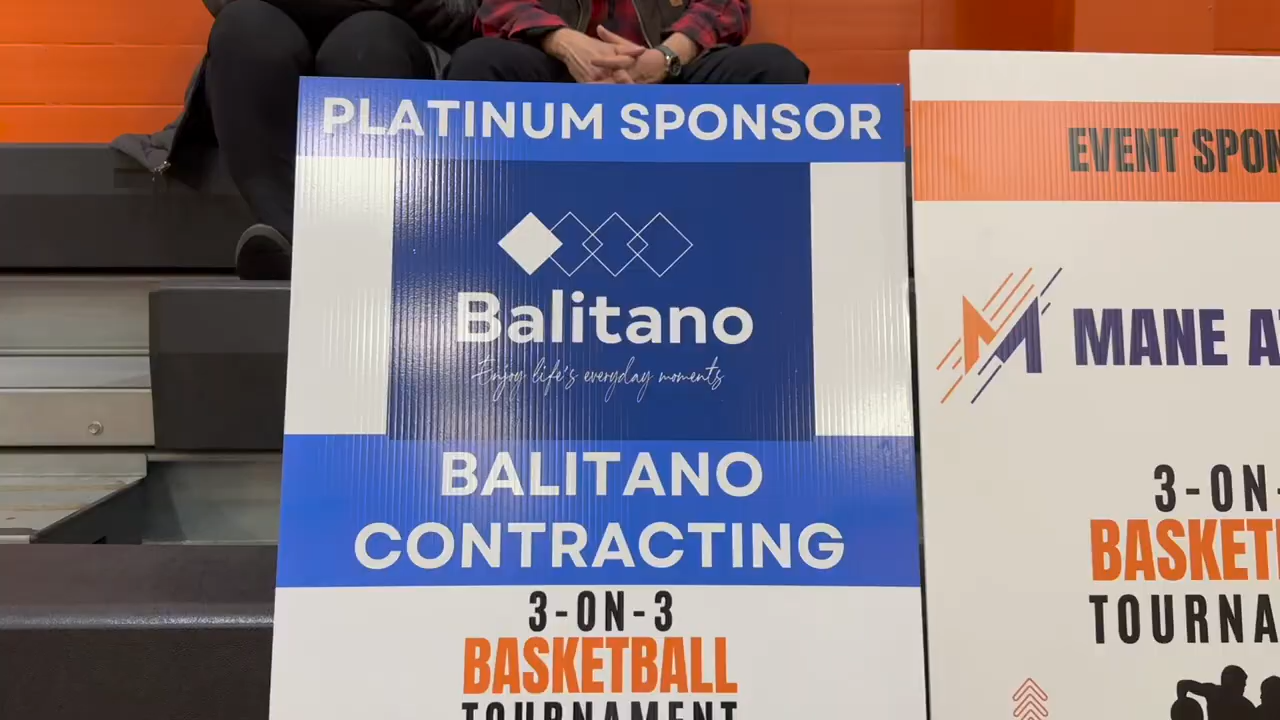 PLATINUM SPONSOR
Balitano
Enjoy life's everyday moments
BALITANO
CONTRACTING
3-ON-3
BASKETBALL
TOURNAMENT
EVENT SPON
MANE A
3-ON-
BASKET
TOURNA